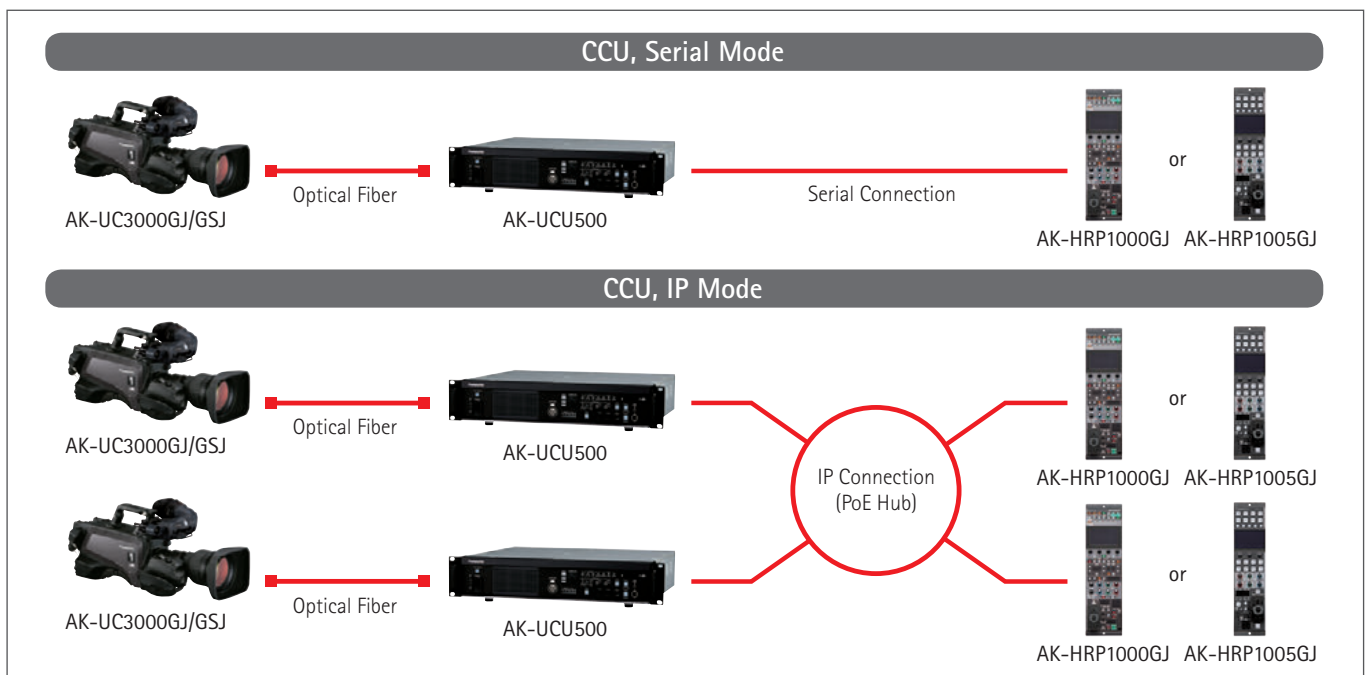 CCU, Serial Mode
Optical Fiber
Serial Connection
or
AK-UC3000GJ/GSJ
AK-UCU500
AK-HRP1000GJ AK-HRP1005GJ
CCU, IP Mode
Optical Fiber
or
AK-UC3000GJ/GSJ
AK-UCU500
AK-HRP1000GJ AK-HRP1005GJ
IP Connection
(PoE Hub)
Optical Fiber
or
AK-UC3000GJ/GSJ
AK-UCU500
AK-HRP1000GJ AK-HRP1005GJ